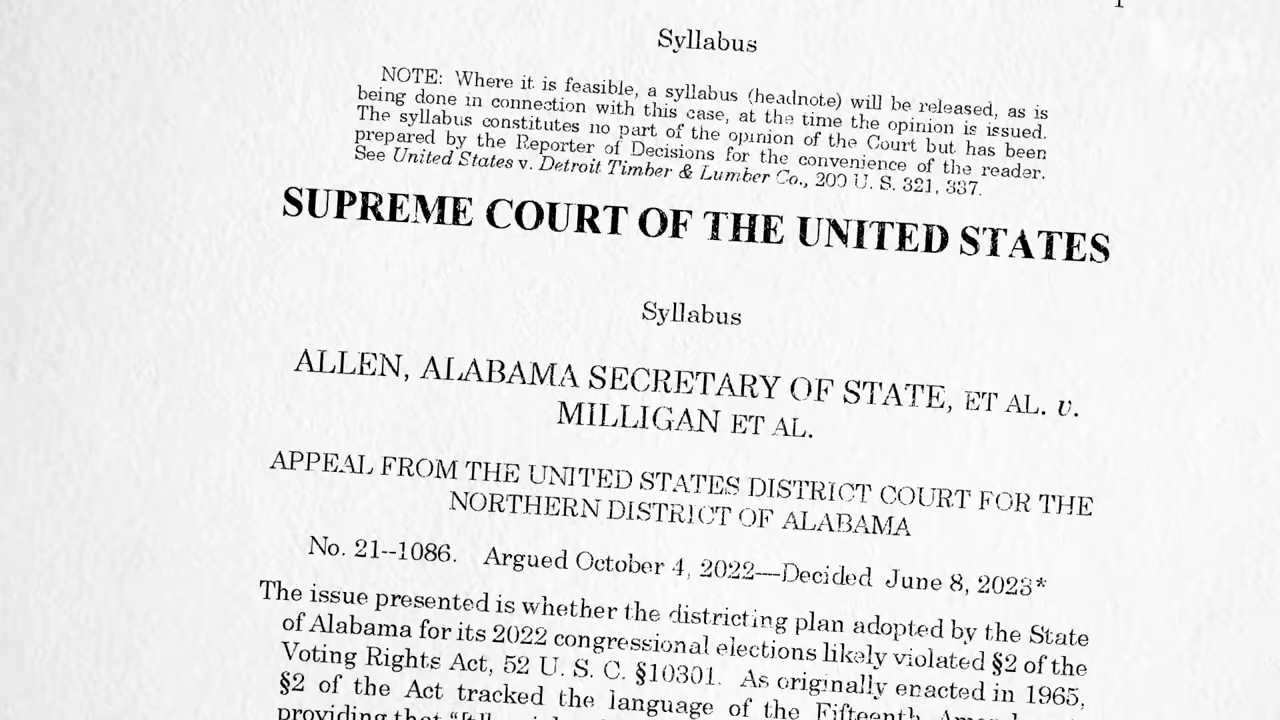 1
Syllabus
NOTE: Where it is feasible, a syllabus (headnote) will be released, as is
being done in connection with this case, at the time the opinion is issued.
The syllabus constitutes no part of the opinion of the Court but has been
prepared by the Reporter of Decisions for the convenience of the reader.
See United States v. Detroit Timber & Lumber Co., 200 U. S. 321, 337.
SUPREME COURT OF THE UNITED STATES
Syllabus
ALLEN, ALABAMA SECRETARY OF STATE, ET AL. v.
MILLIGAN ET AL.
APPEAL FROM THE UNITED STATES DISTRICT COURT FOR THE
NORTHERN DISTRICT OF ALABAMA
No. 21--1086. Argued October 4, 2022—Decided June 8, 2023*
The issue presented is whether the districting plan adopted by the State
of Alabama for its 2022 congressional elections likely violated §2 of the
Voting Rights Act, 52 U. S. C. §10301. As originally enacted in 1965,
§2 of the Act tracked the language of the Fifteenth
providing that